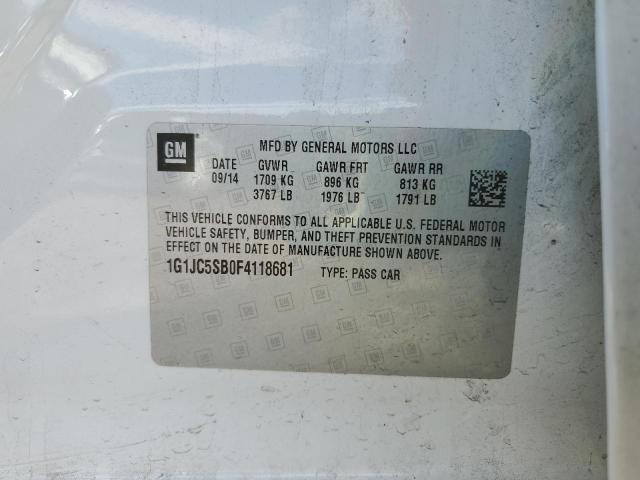 GM MFD BY GENERAL MOTORS LLC
DATE GVWR GAWR FRT GAWR RR
09/14 1709 KG 896 KG 813 KG
3767 LB 1976 LB 1791 LB
THIS VEHICLE CONFORMS TO ALL APPLICABLE U.S. FEDERAL MOTOR
VEHICLE SAFETY, BUMPER, AND THEFT PREVENTION STANDARDS IN
EFFECT ON THE DATE OF MANUFACTURE SHOWN ABOVE.
1G1JC5SB0F4118681 TYPE: PASS CAR